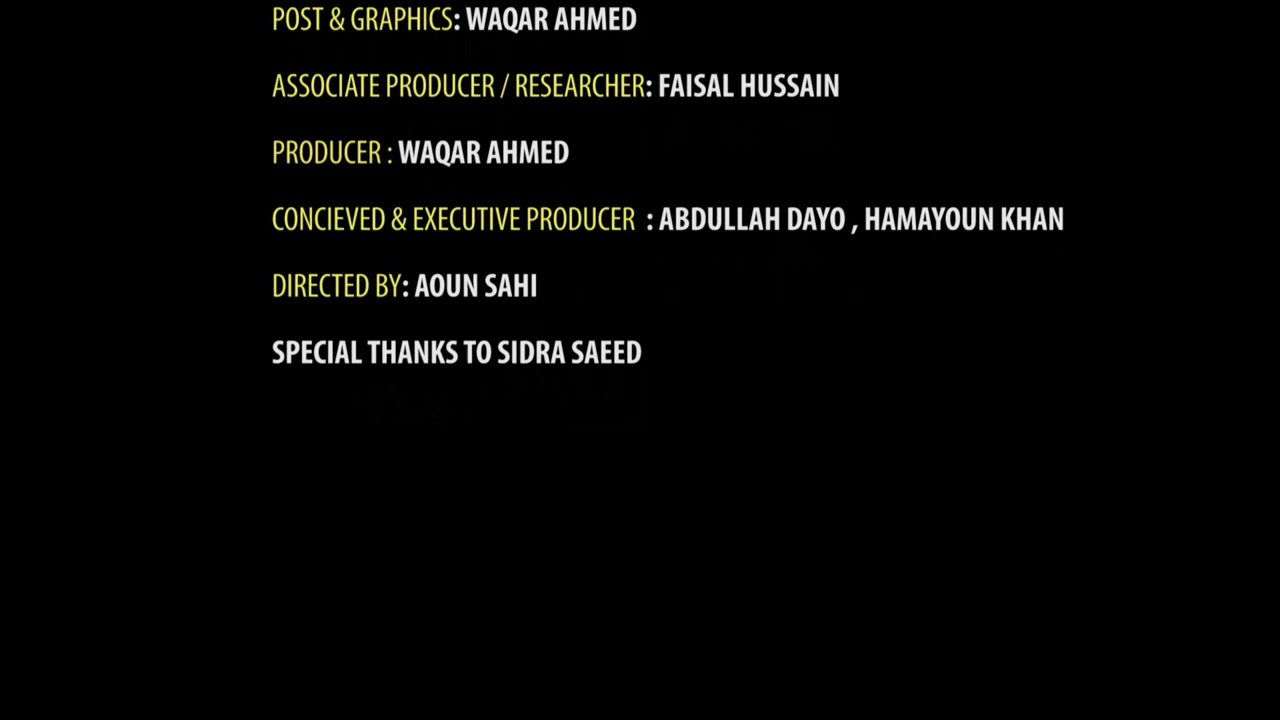 POST & GRAPHICS: WAQAR AHMED
ASSOCIATE PRODUCER / RESEARCHER: FAISAL HUSSAIN
PRODUCER : WAQAR AHMED
CONCIEVED & EXECUTIVE PRODUCER : ABDULLAH DAYO , HAMAYOUN KHAN
DIRECTED BY: AOUN SAHI
SPECIAL THANKS TO SIDRA SAEED